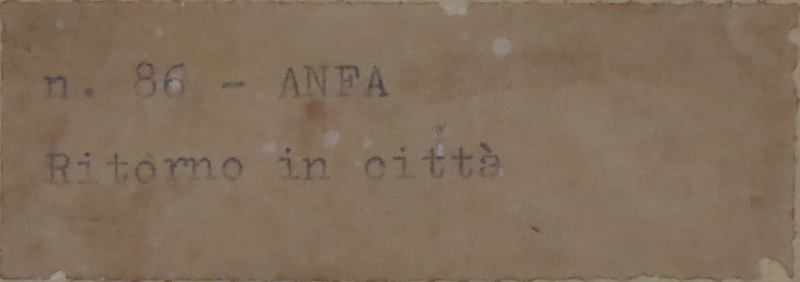 n. 86 - ANFA
Ritorno in città